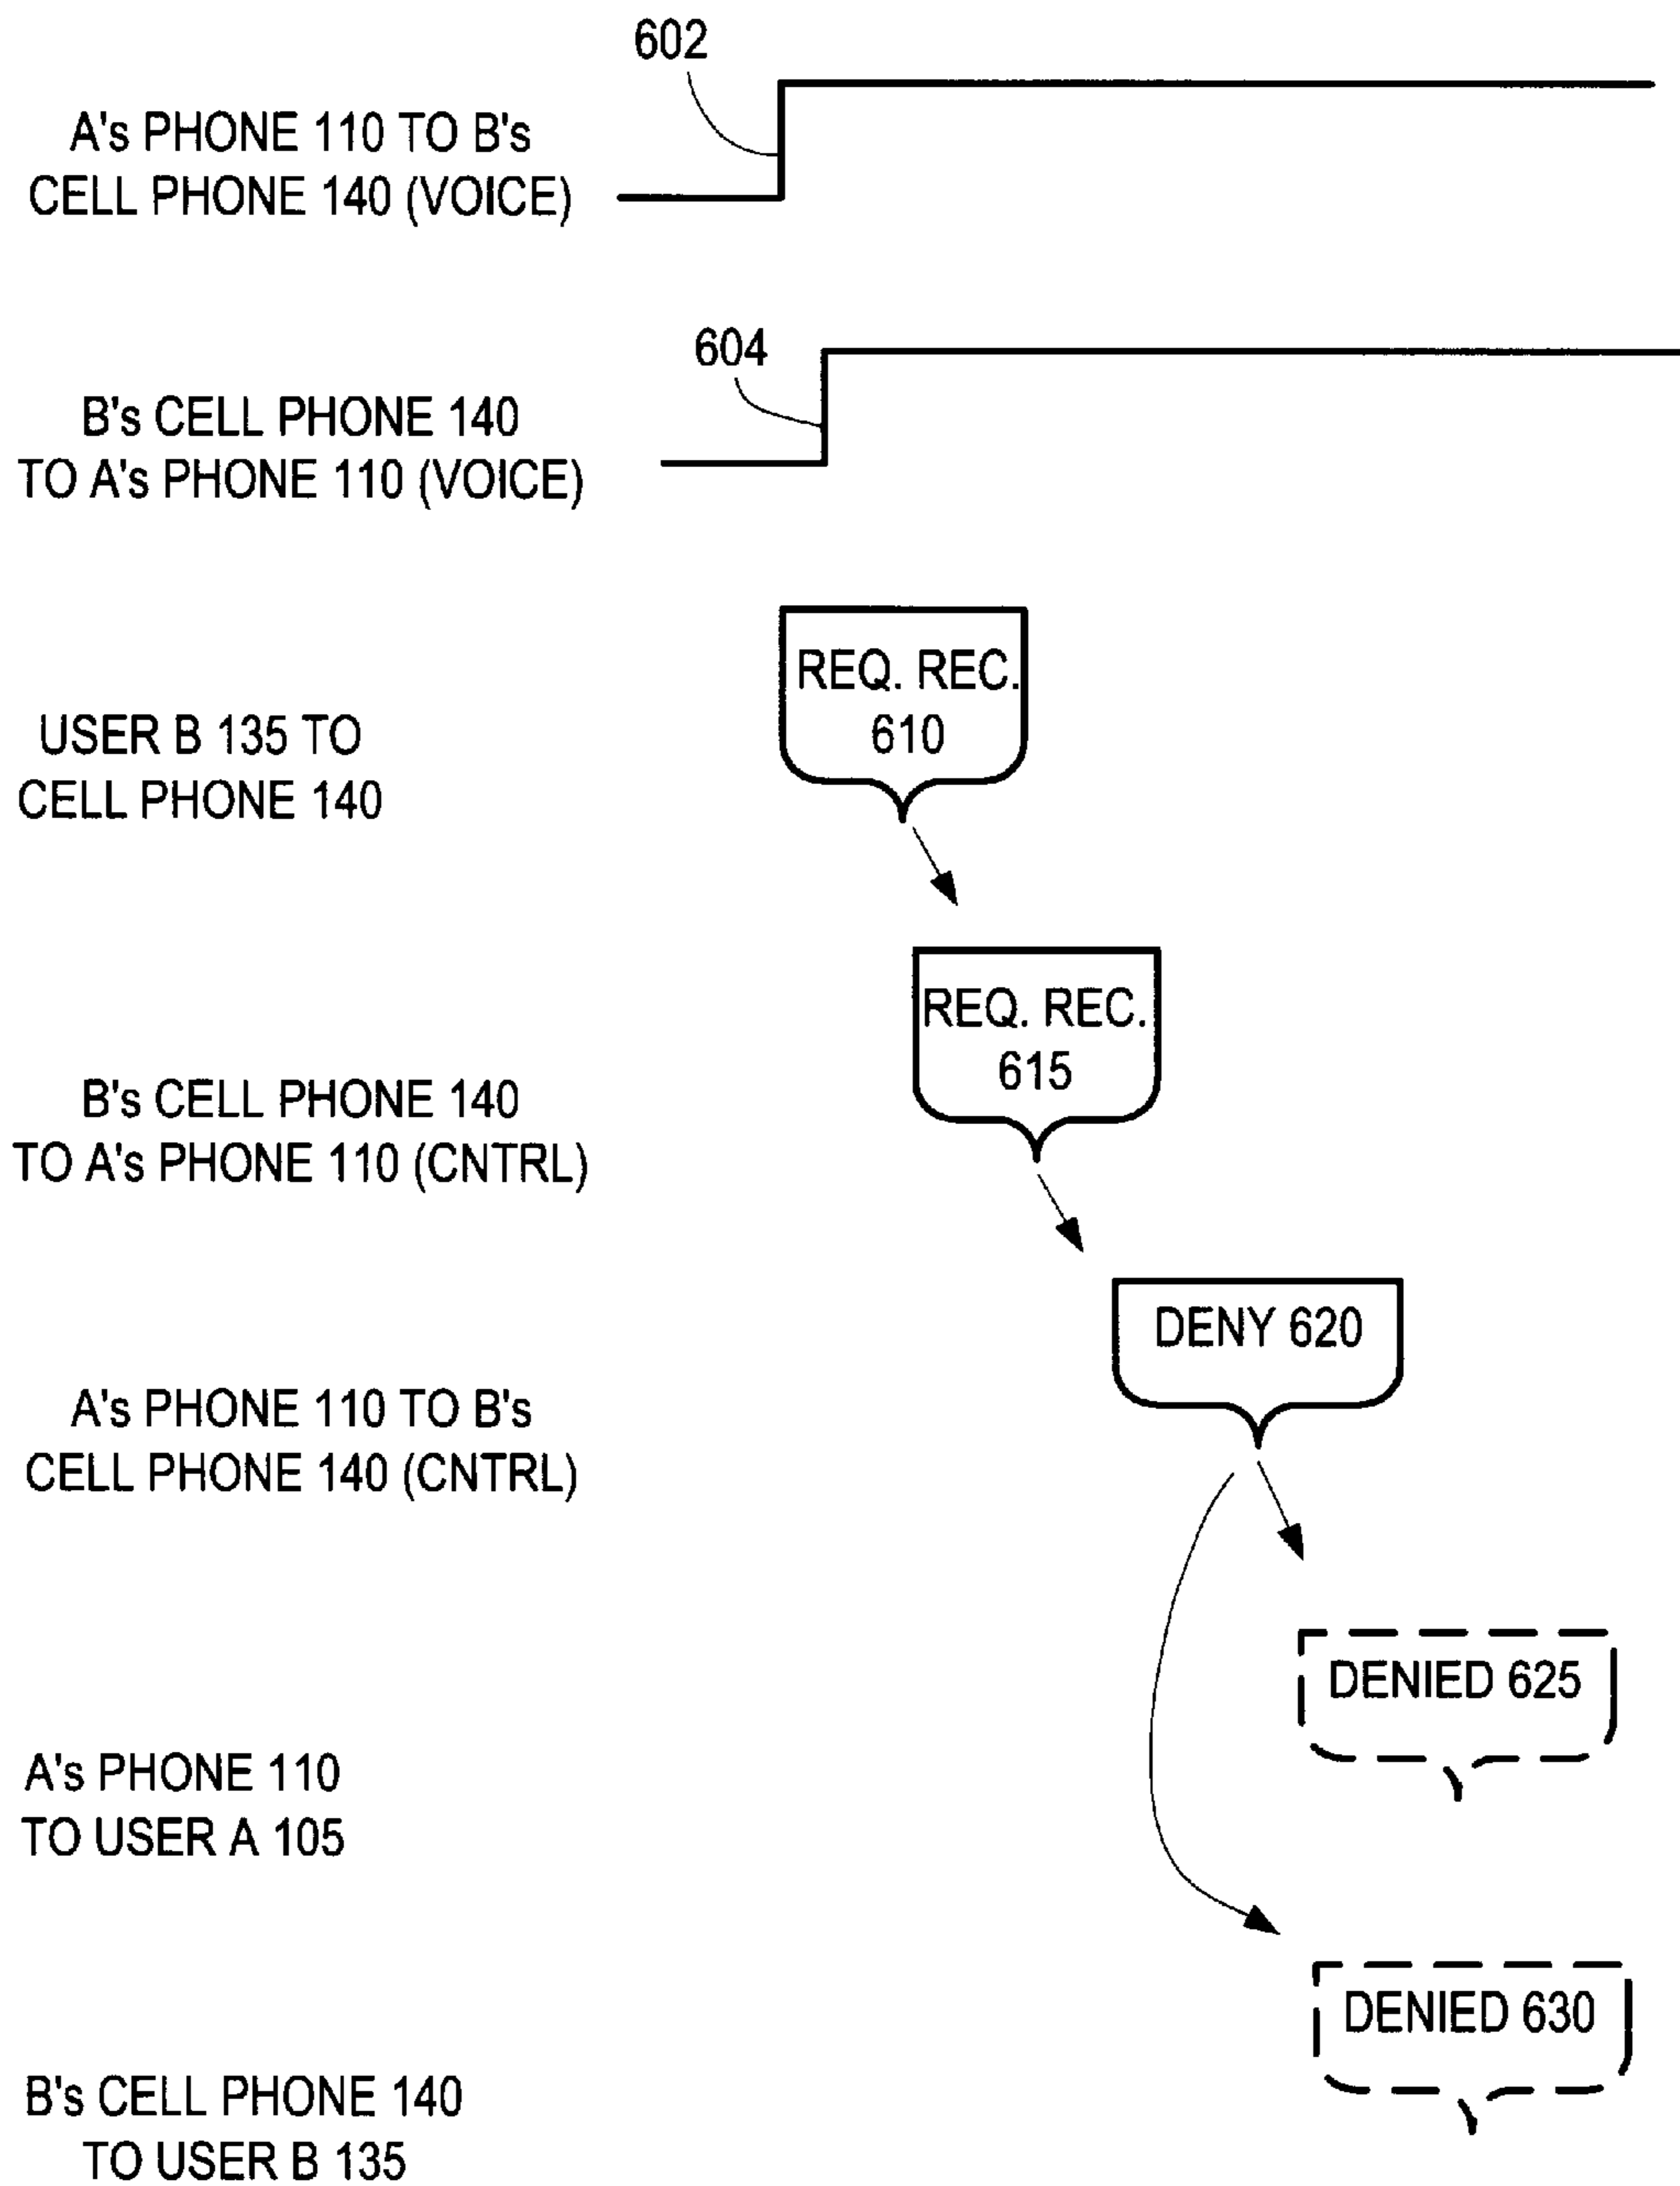 602
A's PHONE 110 TO B's
CELL PHONE 140 (VOICE)
604
B's CELL PHONE 140
TO A's PHONE 110 (VOICE)
REQ. REC.
610
USER B 135 TO
CELL PHONE 140
REQ. REC.
615
B's CELL PHONE 140
TO A's PHONE 110 (CNTRL)
DENY 620
A's PHONE 110 TO B's
CELL PHONE 140 (CNTRL)
DENIED 625
A's PHONE 110
TO USER A 105
DENIED 630
B's CELL PHONE 140
TO USER B 135